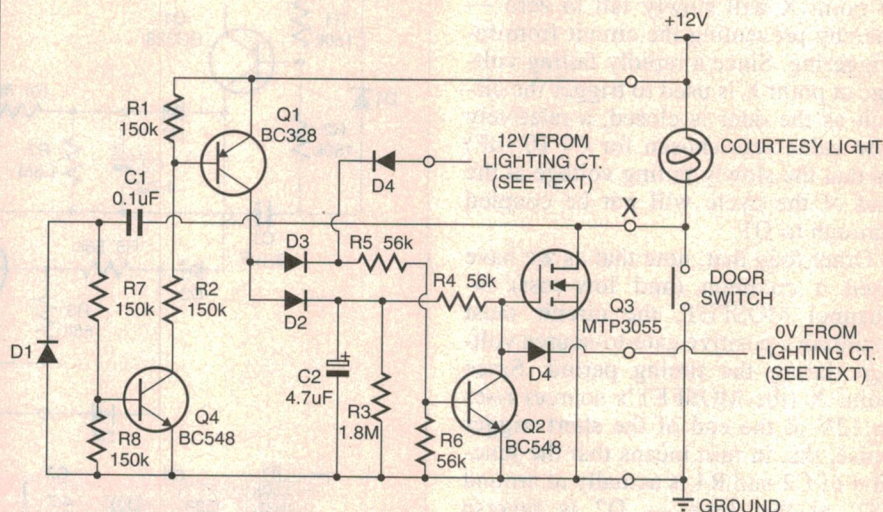 +12V
R1
150k
Q1
BC328
12V FROM
LIGHTING CT.
(SEE TEXT)
COURTESY LIGHT
D4
C1
0.1uF
X
D3
R5 56k
R4 56k
D2
R7
150k
R2
150k
DOOR
SWITCH
Q3
MTP3055
0V FROM
LIGHTING CT.
(SEE TEXT)
D1
D4
+
C2
4.7uF
R3
1.8M
Q4
BC548
R8
150k
R6
56k
Q2
BC548
GROUND